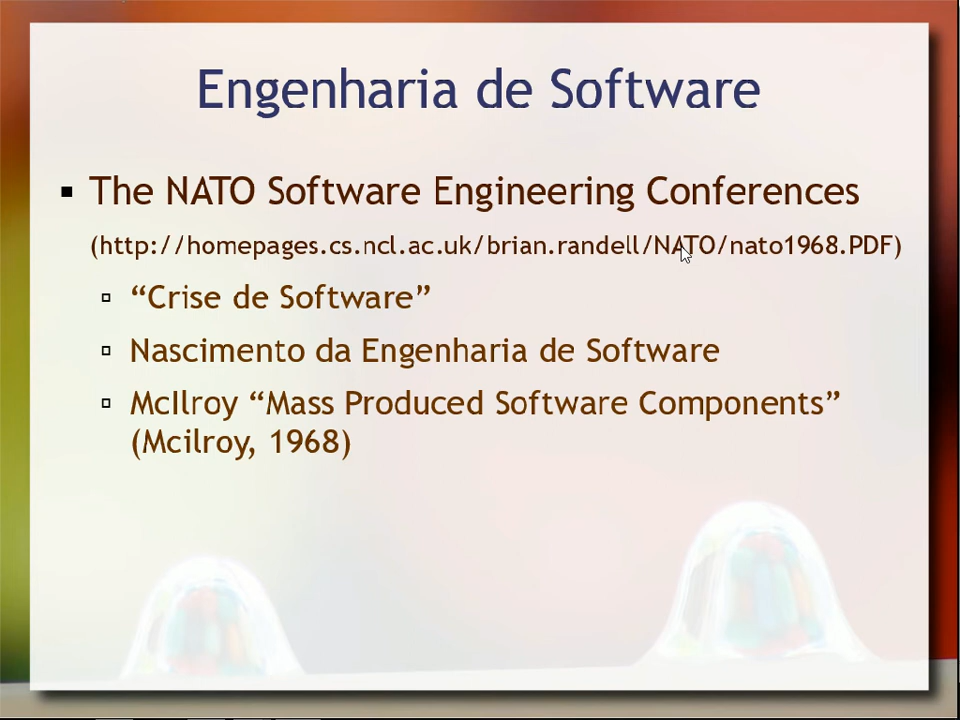 Engenharia de Software
The NATO Software Engineering Conferences
(http://homepages.cs.ncl.ac.uk/brian.randell/NATO/nato1968.PDF)
“Crise de Software”
Nascimento da Engenharia de Software
McIlroy “Mass Produced Software Components”
(Mcilroy, 1968)